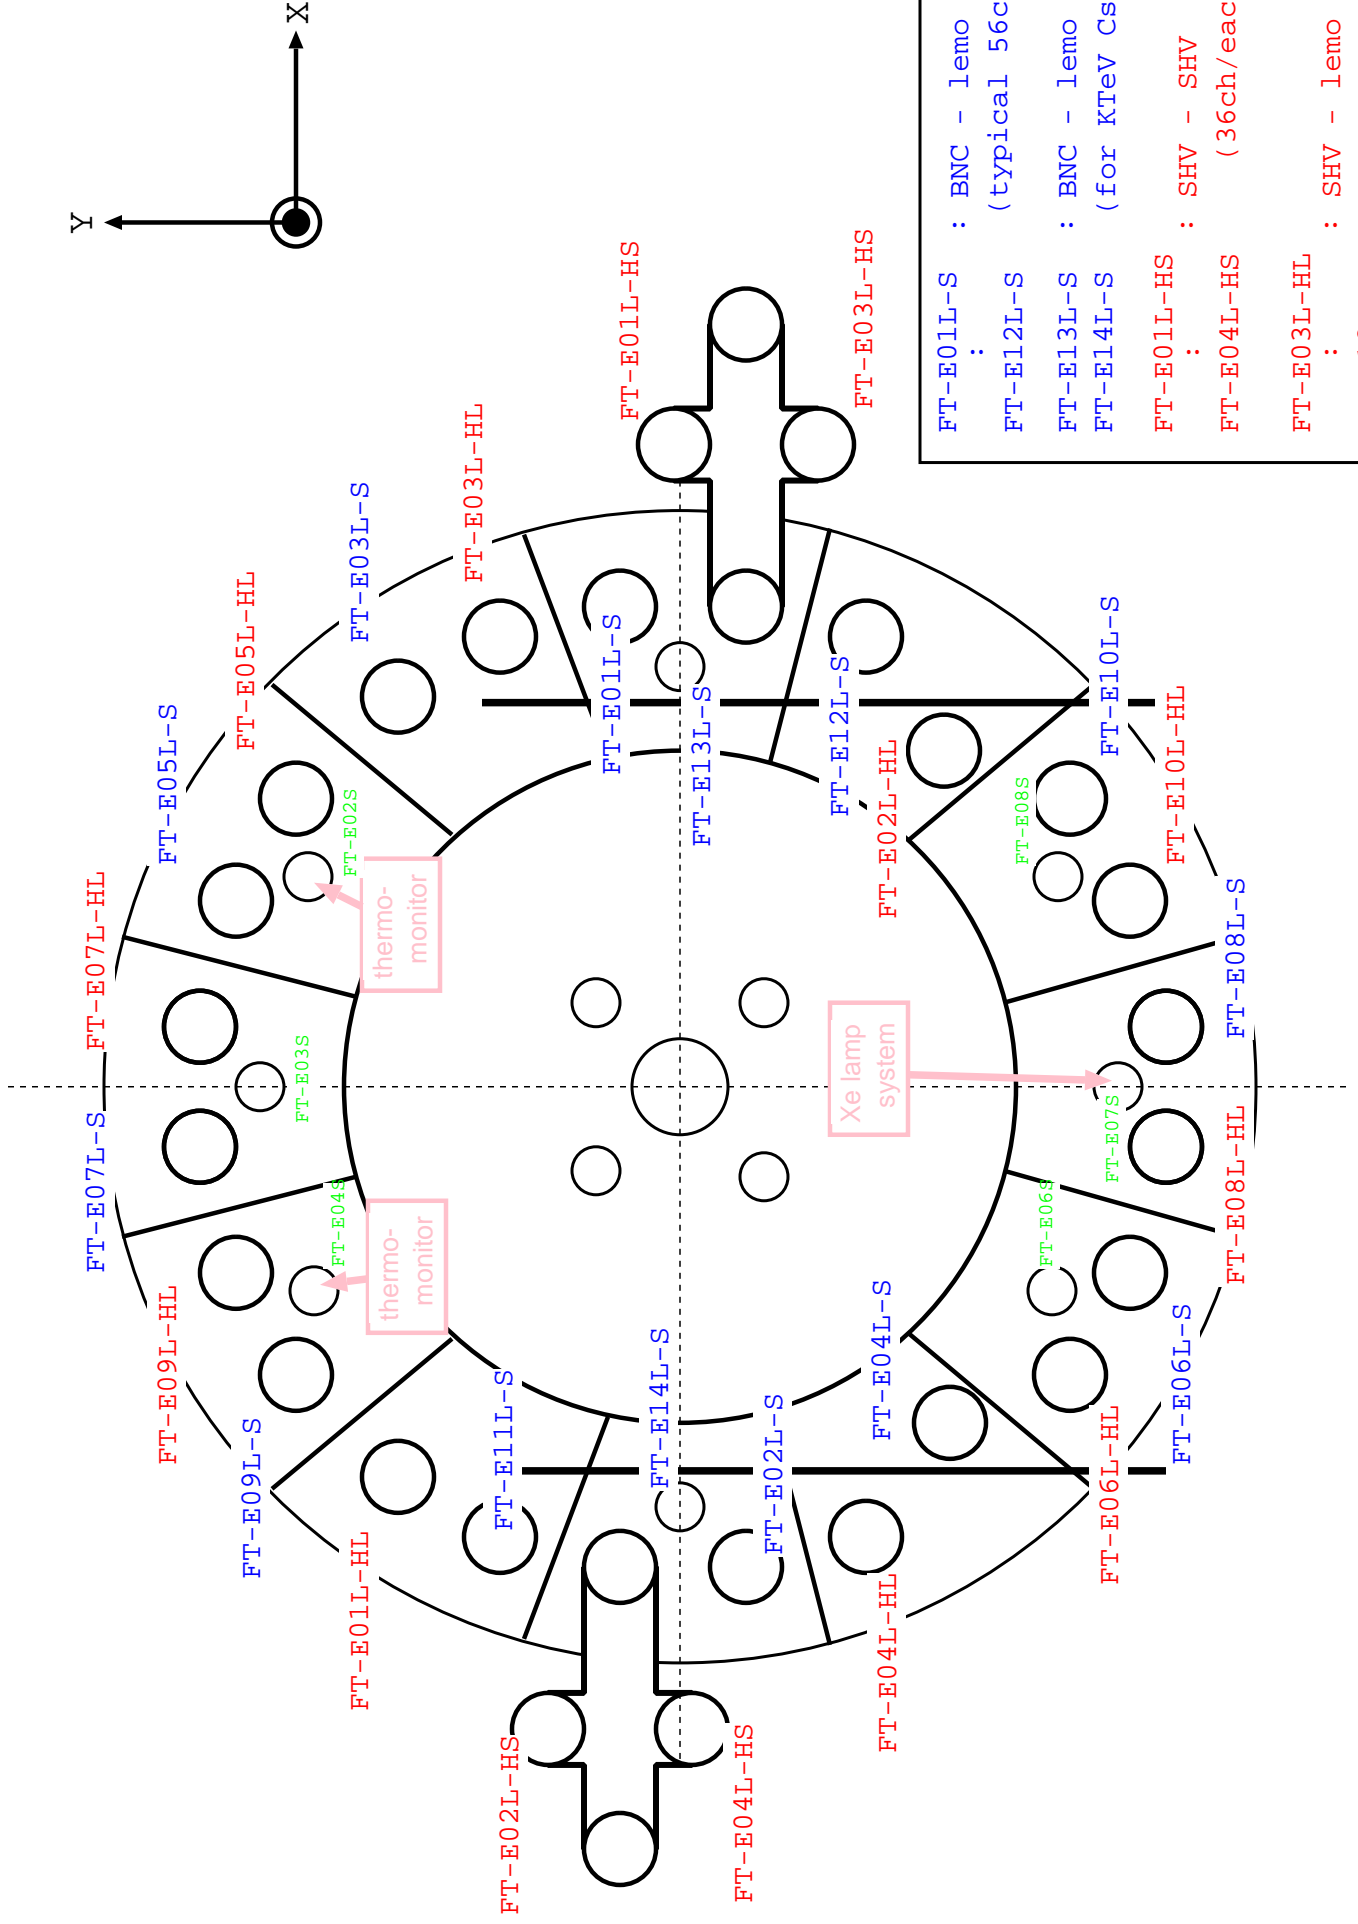 Y
X
FT-E07L-S
FT-E07L-HL
FT-E09L-HL
FT-E05L-S
FT-E09L-S
FT-E05L-HL
FT-E03S
FT-E04S
FT-E02S
thermo-
monitor
thermo-
monitor
FT-E01L-HL
FT-E03L-S
FT-E11L-S
FT-E03L-HL
FT-E02L-HS
FT-E01L-HS
FT-E14L-S
FT-E01L-S
FT-E13L-S
FT-E04L-HS
FT-E03L-HS
FT-E02L-S
FT-E12L-S
FT-E04L-HL
FT-E04L-S
FT-E02L-HL
Xe lamp
system
FT-E06S
FT-E07S
FT-E08S
FT-E06L-HL
FT-E10L-S
FT-E06L-S
FT-E10L-HL
FT-E08L-HL
FT-E08L-S
FT-E01L-S : BNC - lemo
: (typical 56c
FT-E12L-S
FT-E13L-S : BNC - lemo
FT-E14L-S (for KTeV Cs
FT-E01L-HS : SHV - SHV
: (36ch/eac
FT-E04L-HS
FT-E03L-HL : SHV - lemo
: